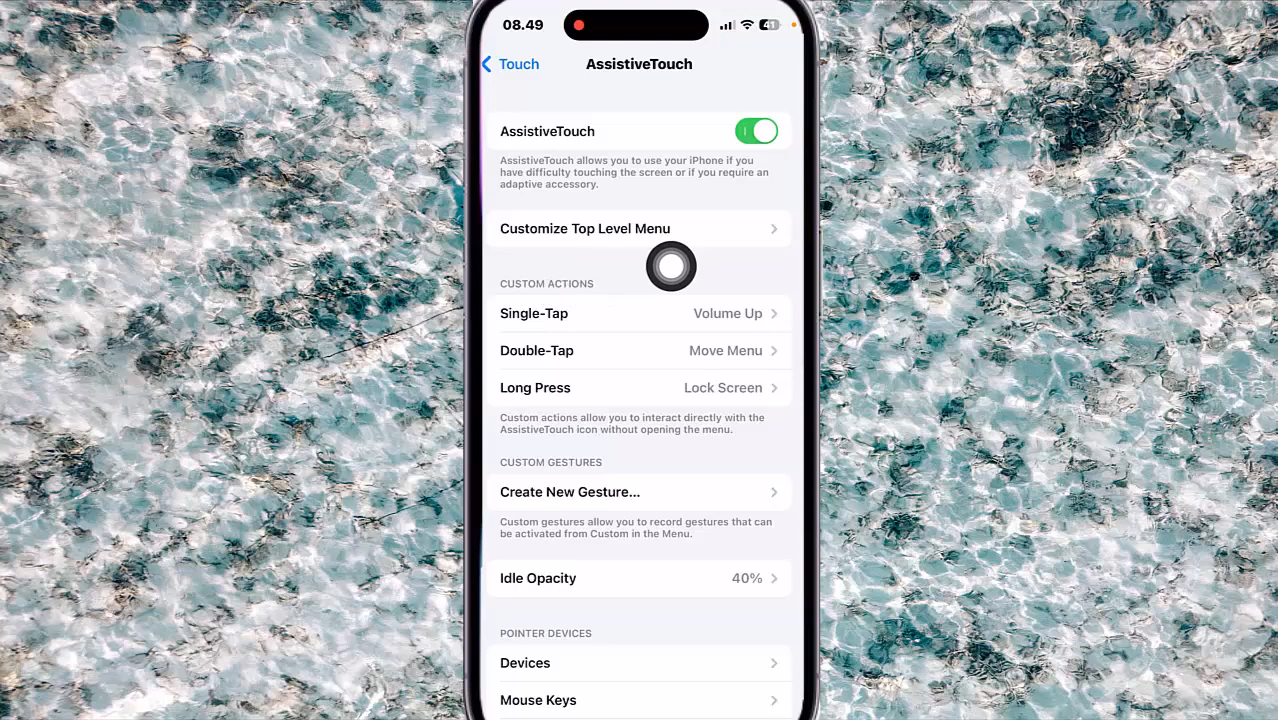 08.49
41
Touch
AssistiveTouch
AssistiveTouch
AssistiveTouch allows you to use your iPhone if you
have difficulty touching the screen or if you require an
adaptive accessory.
Customize Top Level Menu
CUSTOM ACTIONS
Single-Tap Volume Up
Double-Tap Move Menu
Long Press Lock Screen
Custom actions allow you to interact directly with the
AssistiveTouch icon without opening the menu.
CUSTOM GESTURES
Create New Gesture...
Custom gestures allow you to record gestures that can
be activated from Custom in the Menu.
Idle Opacity 40%
POINTER DEVICES
Devices
Mouse Keys